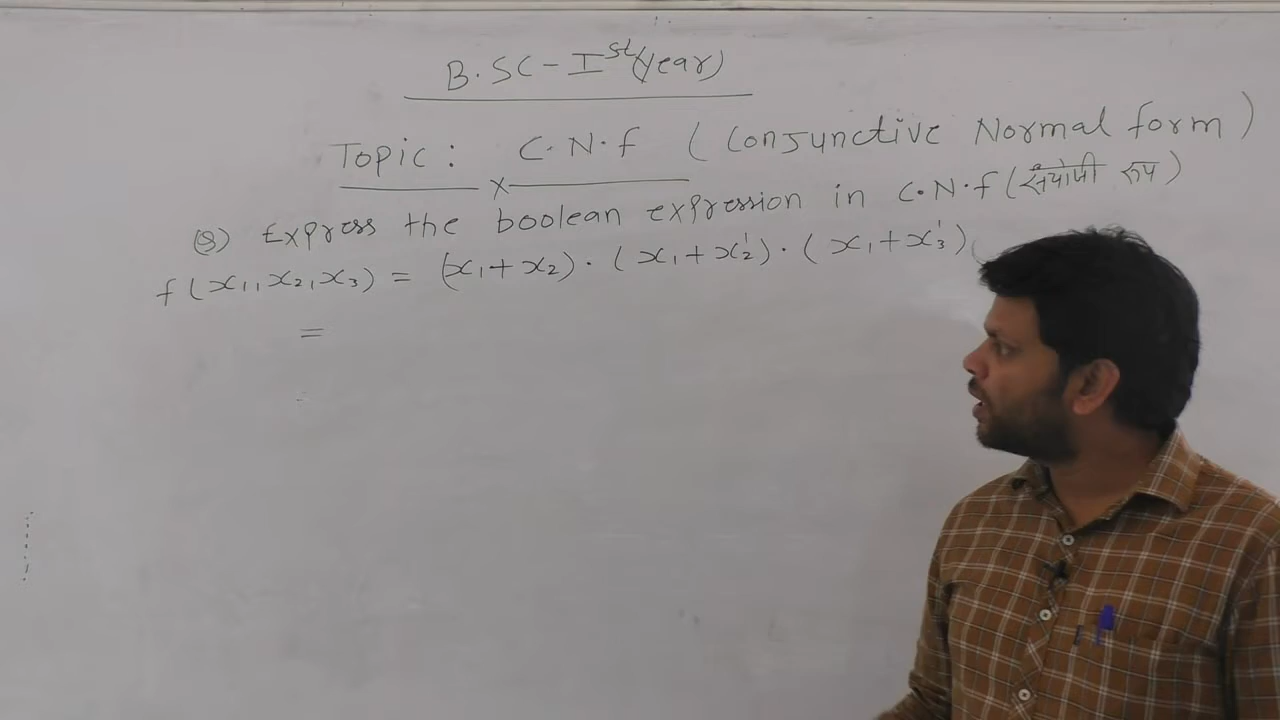 B.SC - Iˢᵗ(year)
Topic : C.N.f ( Conjunctive Normal form )
(Q) Express the boolean expression in C.N.f (संयोजी रूप)
f(x₁,x₂,x₃) = (x₁+x₂)·(x₁+x₂')·(x₁+x₃')
=